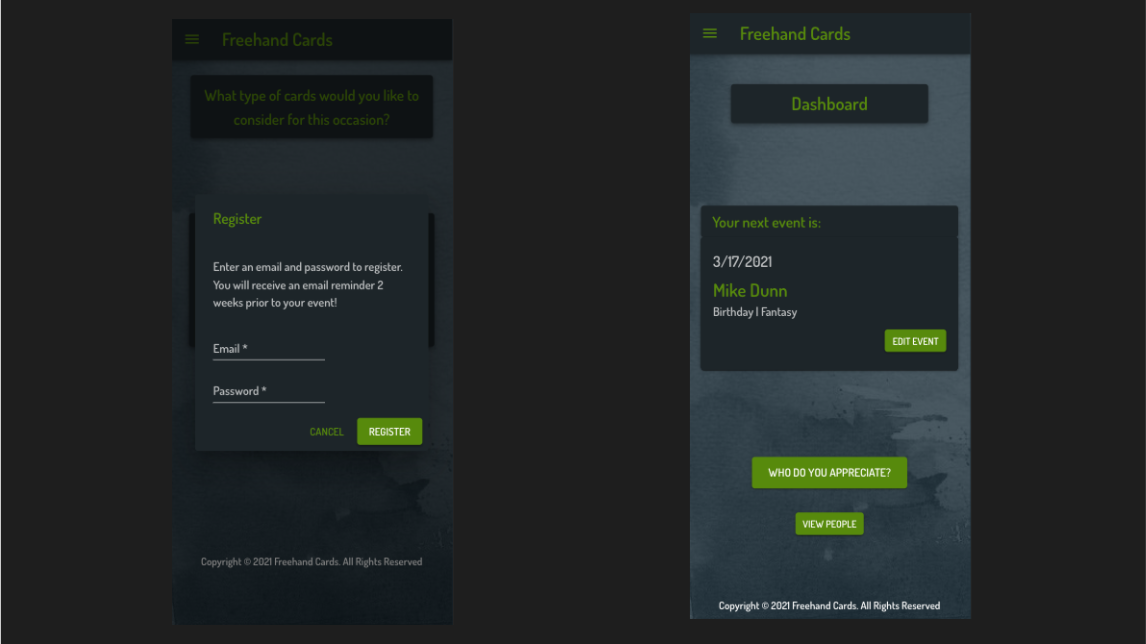 Freehand Cards
What type of cards would you like to
consider for this occasion?
Register
Enter an email and password to register.
You will receive an email reminder 2
weeks prior to your event!
Email *
Password *
CANCEL
REGISTER
Copyright © 2021 Freehand Cards. All Rights Reserved
Freehand Cards
Dashboard
Your next event is:
3/17/2021
Mike Dunn
Birthday | Fantasy
EDIT EVENT
WHO DO YOU APPRECIATE?
VIEW PEOPLE
Copyright © 2021 Freehand Cards. All Rights Reserved